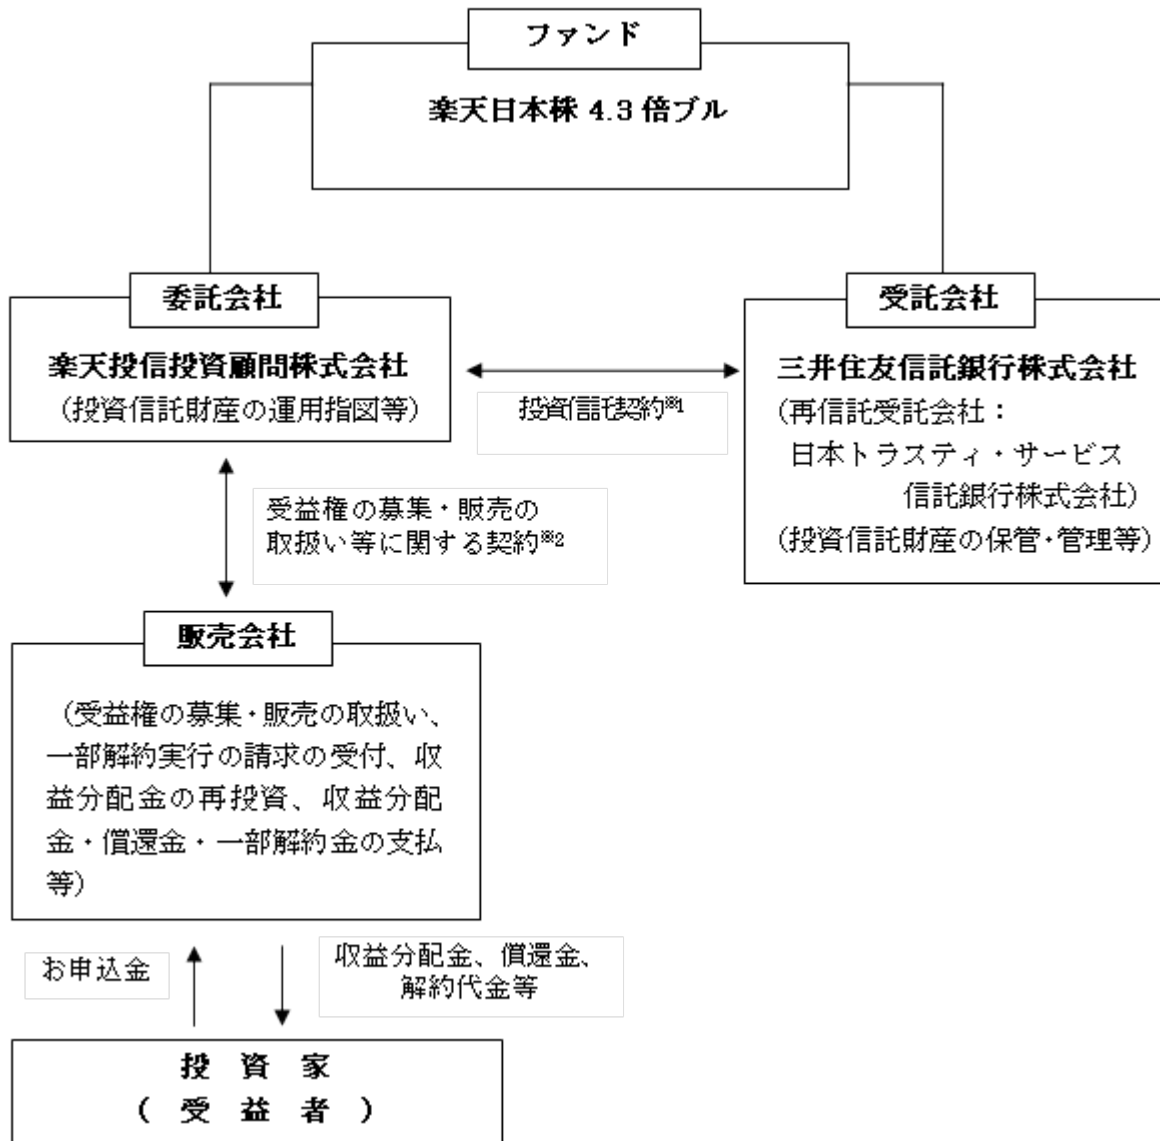 ファンド
楽天日本株 4.3 倍ブル
委託会社
楽天投信投資顧問株式会社
（投資信託財産の運用指図等）
投資信託契約※1
受託会社
三井住友信託銀行株式会社
（再信託受託会社：
日本トラスティ・サービス
信託銀行株式会社）
（投資信託財産の保管・管理等）
受益権の募集・販売の
取扱い等に関する契約※2
販売会社
（受益権の募集・販売の取扱い、
一部解約実行の請求の受付、収
益分配金の再投資、収益分配
金・償還金・一部解約金の支払
等）
お申込金
収益分配金、償還金、
解約代金等
投 資 家
（ 受 益 者 ）